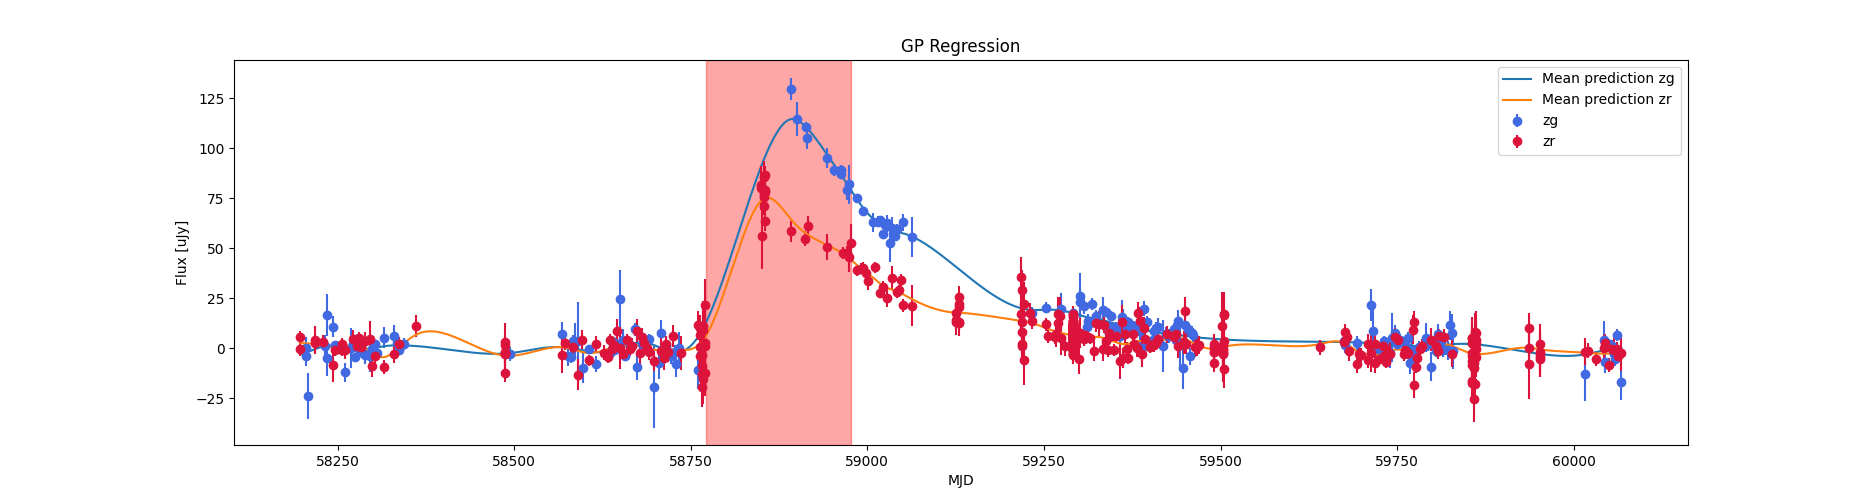 GP Regression
Flux [uJy]
125
100
75
50
25
0
−25
58250 58500 58750 59000 59250 59500 59750 60000
MJD
Mean prediction zg
Mean prediction zr
zg
zr